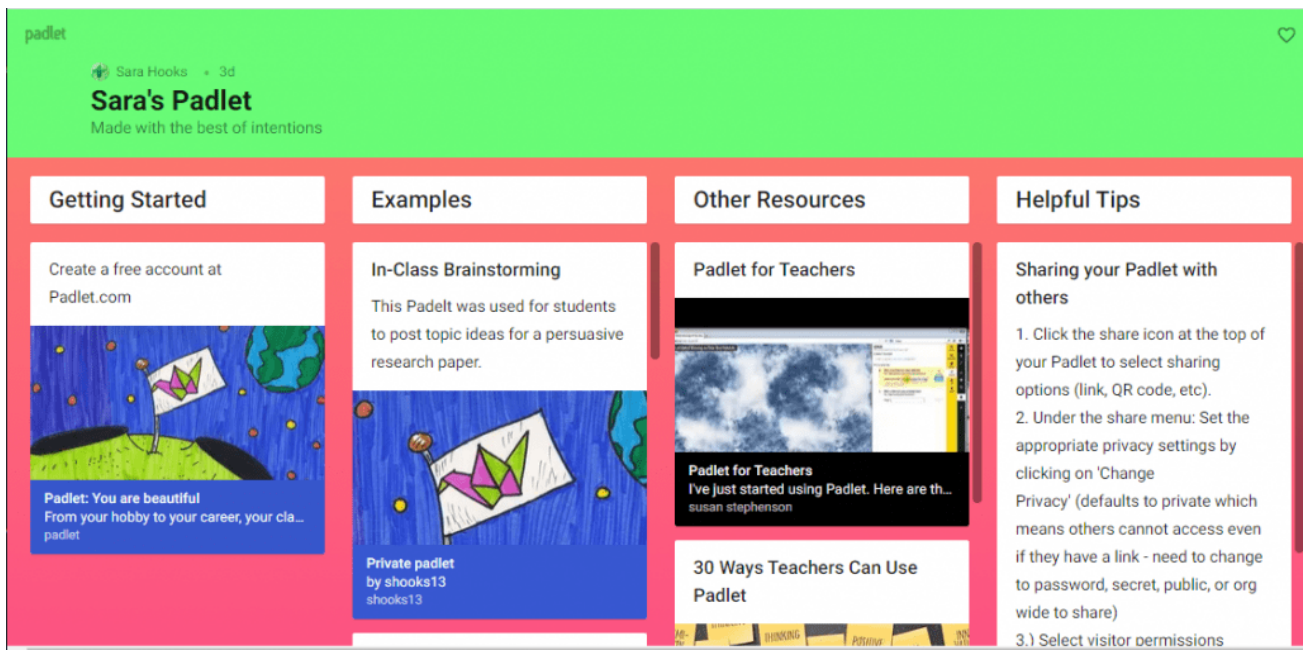 padlet
Sara Hooks • 3d
Sara's Padlet
Made with the best of intentions
Getting Started
Create a free account at
Padlet.com
Padlet: You are beautiful
From your hobby to your career, your cla...
padlet
Examples
In-Class Brainstorming
This Padelt was used for students
to post topic ideas for a persuasive
research paper.
Private padlet
by shooks13
shooks13
Other Resources
Padlet for Teachers
Padlet for Teachers
I've just started using Padlet. Here are th...
susan stephenson
30 Ways Teachers Can Use
Padlet
THINKING
POSITIVE
Helpful Tips
Sharing your Padlet with
others
1. Click the share icon at the top of
your Padlet to select sharing
options (link, QR code, etc).
2. Under the share menu: Set the
appropriate privacy settings by
clicking on 'Change
Privacy' (defaults to private which
means others cannot access even
if they have a link - need to change
to password, secret, public, or org
wide to share)
3.) Select visitor permissions